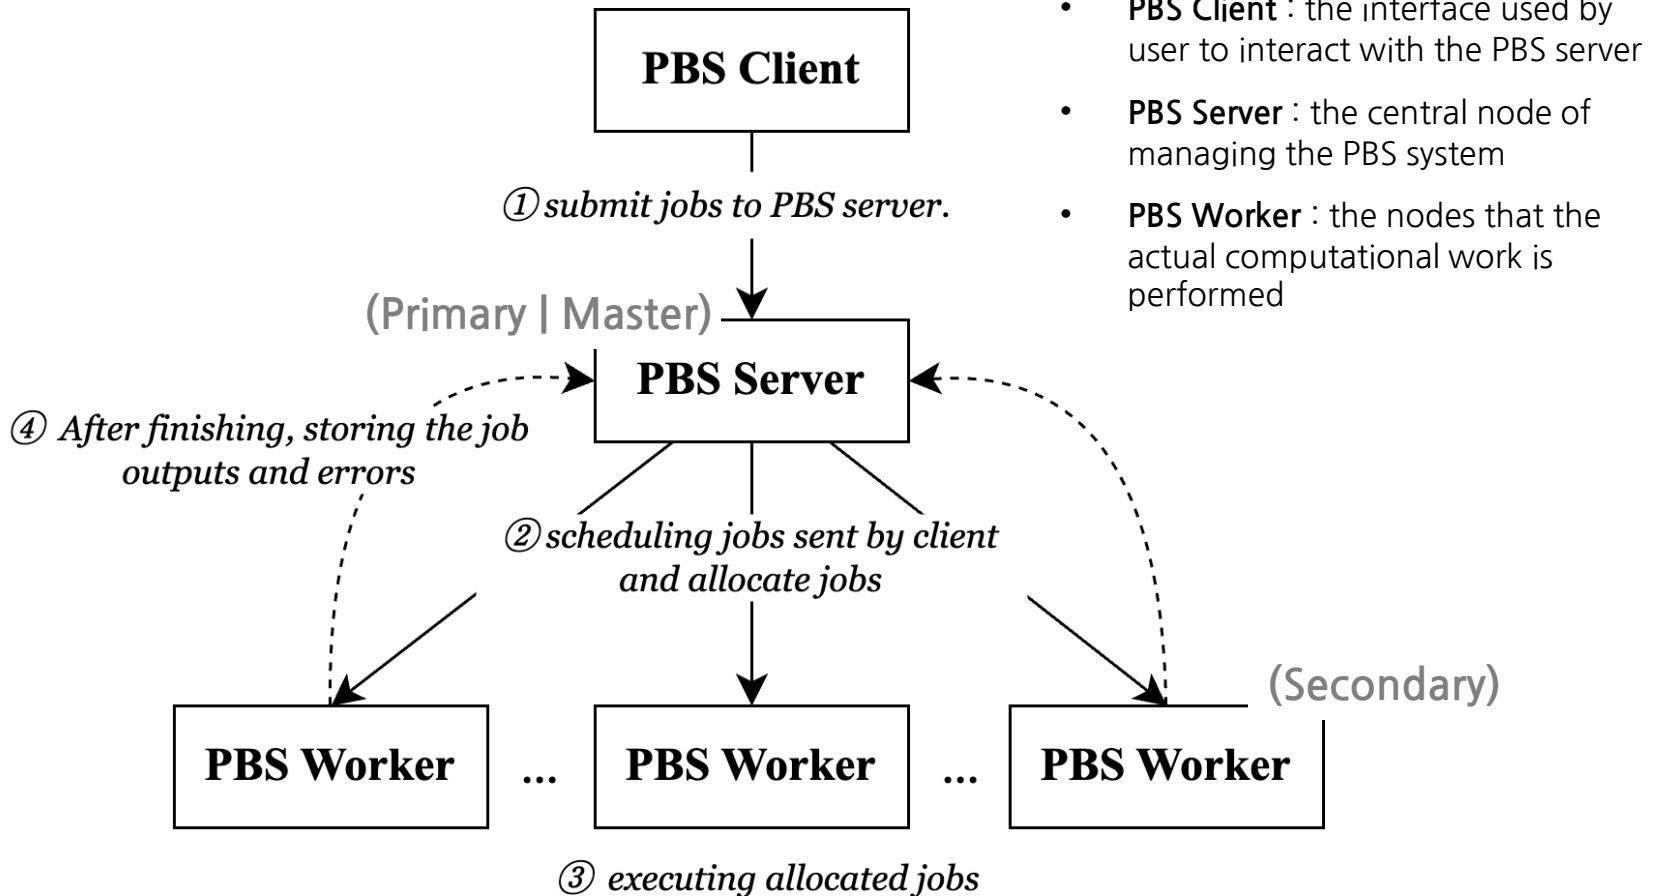 PBS Client
① submit jobs to PBS server.
(Primary | Master)
PBS Server
④ After finishing, storing the job
outputs and errors
② scheduling jobs sent by client
and allocate jobs
(Secondary)
PBS Worker
...
PBS Worker
...
PBS Worker
③ executing allocated jobs
• PBS Client : the interface used by
user to interact with the PBS server
• PBS Server : the central node of
managing the PBS system
• PBS Worker : the nodes that the
actual computational work is
performed